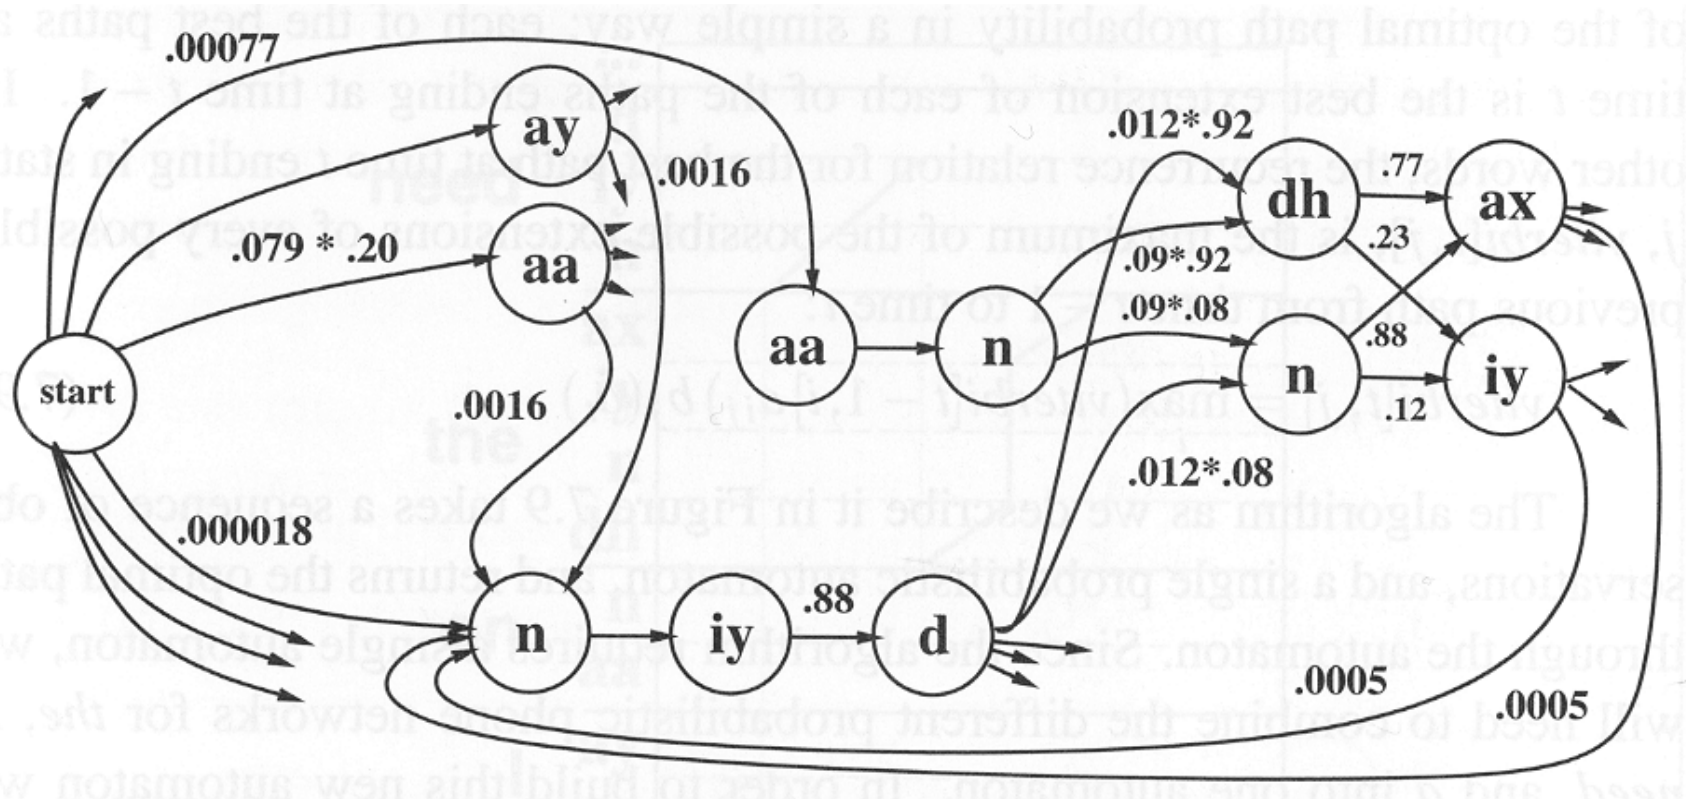 .00077
ay
.0016
.079 * .20
aa
start
.0016
.000018
aa
n
.012*.92
.09*.92
.09*.08
.012*.08
dh
.77
ax
.23
n
.88
.12
iy
n
iy
.88
d
.0005
.0005